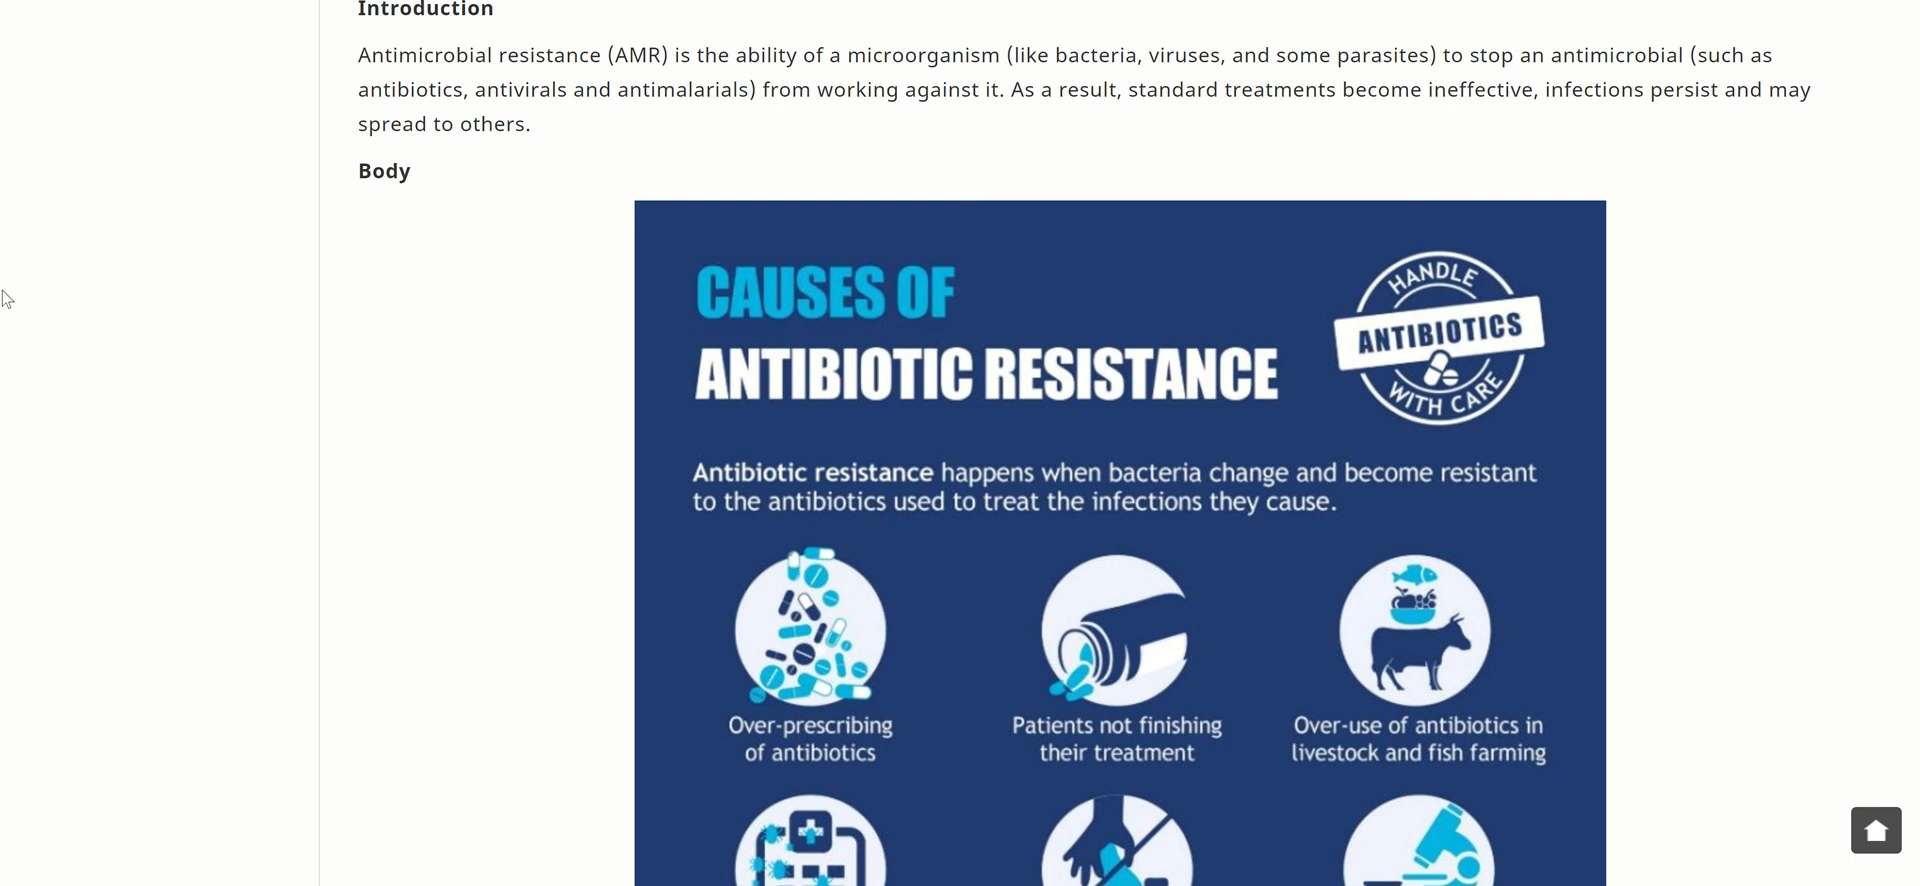 Introduction
Antimicrobial resistance (AMR) is the ability of a microorganism (like bacteria, viruses, and some parasites) to stop an antimicrobial (such as
antibiotics, antivirals and antimalarials) from working against it. As a result, standard treatments become ineffective, infections persist and may
spread to others.
Body
CAUSES OF
ANTIBIOTIC RESISTANCE
HANDLE
ANTIBIOTICS
WITH CARE
Antibiotic resistance happens when bacteria change and become resistant
to the antibiotics used to treat the infections they cause.
Over-prescribing
of antibiotics
Patients not finishing
their treatment
Over-use of antibiotics in
livestock and fish farming